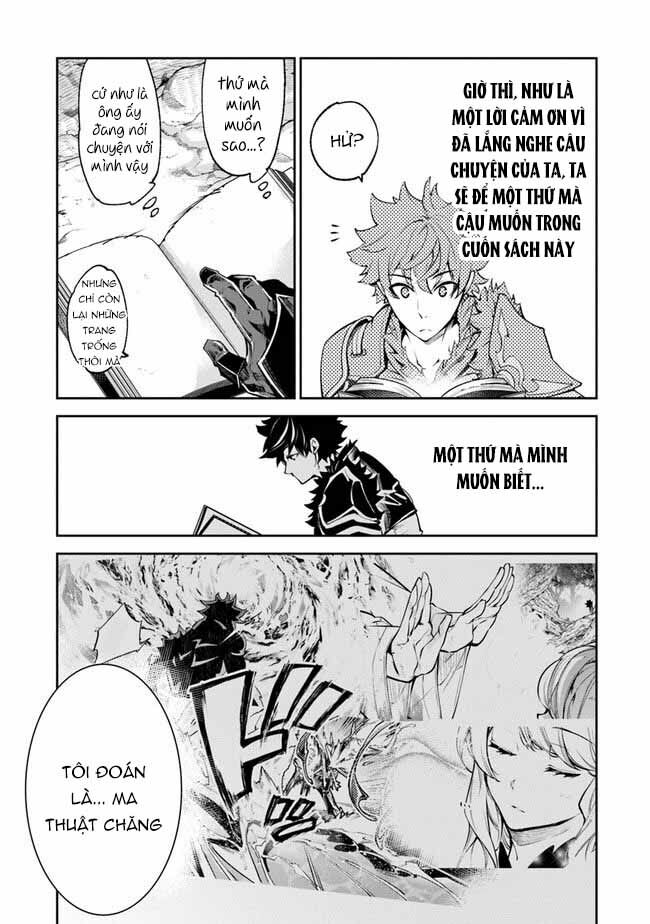 GIỜ THÌ, NHƯ LÀ
MỘT LỜI CẢM ƠN VÌ
ĐÃ LẮNG NGHE CÂU
CHUYỆN CỦA TA, TA
SẼ ĐỂ MỘT THỨ MÀ
CẬU MUỐN TRONG
CUỐN SÁCH NÀY
HỬ?
THỨ MÀ
MÌNH
MUỐN
SAO...?
CỨ NHƯ LÀ
ÔNG ẤY
ĐANG NÓI
CHUYỆN VỚI
MÌNH VẬY
NHƯNG
CHỈ CÒN
LẠI NHỮNG
TRANG
TRỐNG
THÔI MÀ
MỘT THỨ MÀ MÌNH
MUỐN BIẾT...
TÔI ĐOÁN
LÀ... MA
THUẬT CHĂNG